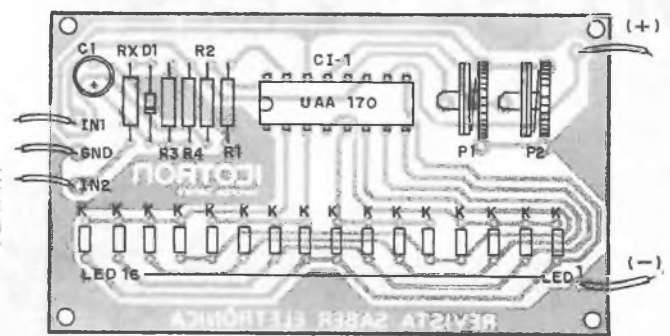 (+)
C1 RX D1 R2 CI-1
UAA 170
IN1
GND
R3 R4 R1 P1 P2
IN2
ICOTRON
K K K K K K K K K K K K K K K K
(-)
LED 16 LED 1
REVISTA SABER ELETRÔNICA